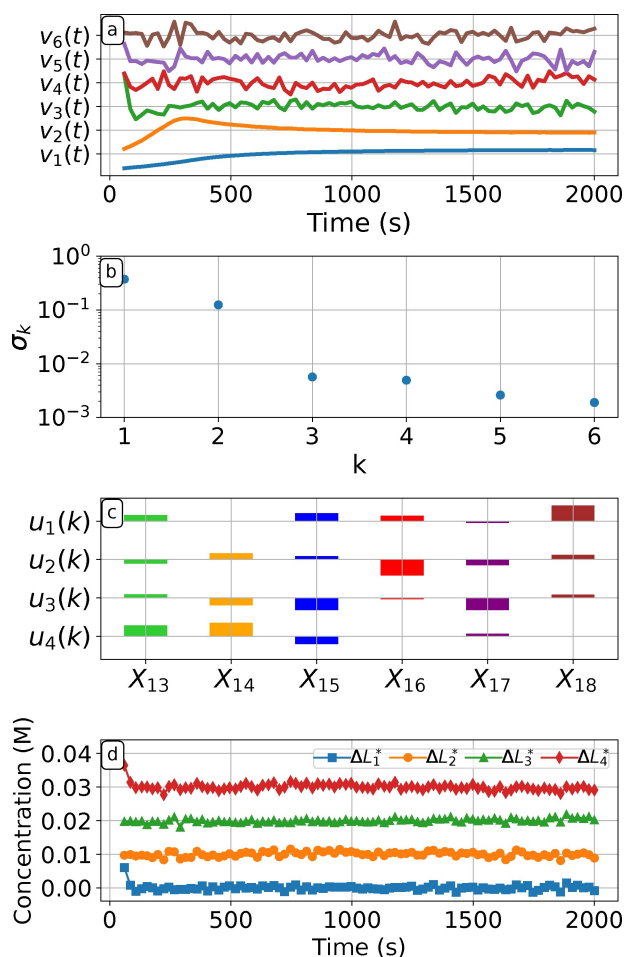 a
v₆(t)
v₅(t)
v₄(t)
v₃(t)
v₂(t)
v₁(t)
0 500 1000 1500 2000
Time (s)
b
10⁰
10⁻¹
10⁻²
10⁻³
σₖ
1 2 3 4 5 6
k
c
u₁(k)
u₂(k)
u₃(k)
u₄(k)
X₁₃ X₁₄ X₁₅ X₁₆ X₁₇ X₁₈
d
ΔL₁* ΔL₂* ΔL₃* ΔL₄*
0.04
0.03
0.02
0.01
0.00
Concentration (M)
0 500 1000 1500 2000
Time (s)